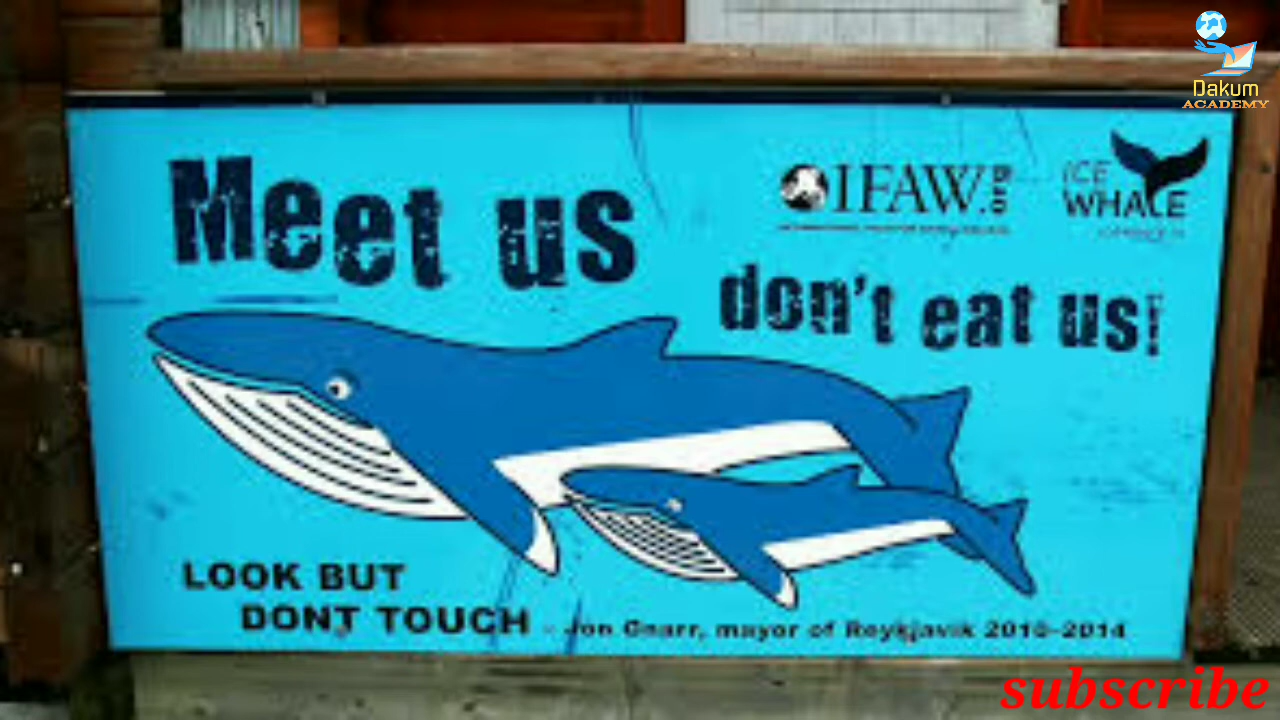 Dakum
ACADEMY
Meet us
IFAW.ORG
ICE
WHALE
don't eat us!
LOOK BUT
DONT TOUCH - Jon Gnarr, mayor of Reykjavik 2010-2014
subscribe